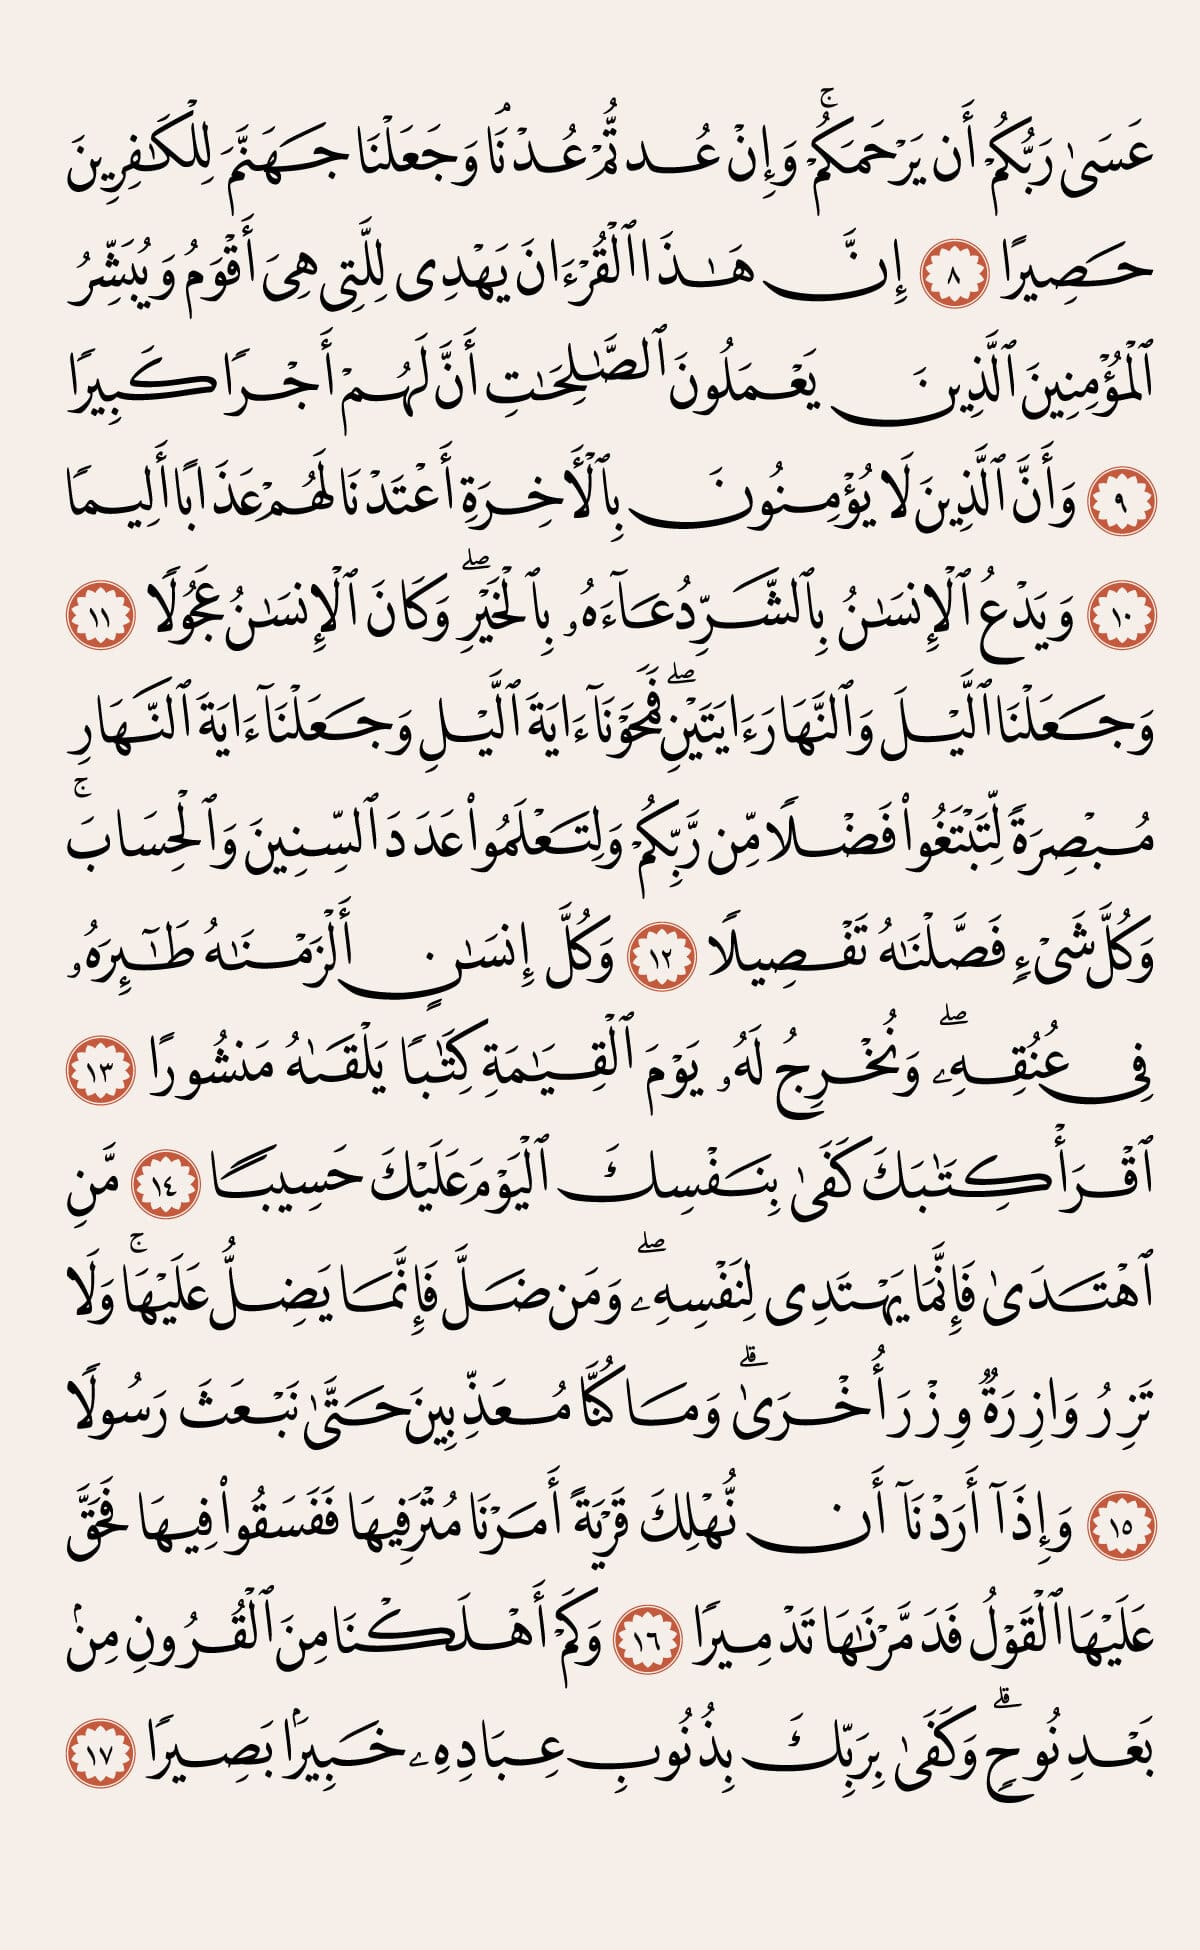 عَسَىٰ رَبُّكُمْ أَن يَرْحَمَكُمْ ۚ وَإِنْ عُدتُّمْ عُدْنَا ۘ وَجَعَلْنَا جَهَنَّمَ لِلْكَٰفِرِينَ
حَصِيرًا ٨ إِنَّ هَٰذَا ٱلْقُرْءَانَ يَهْدِى لِلَّتِى هِىَ أَقْوَمُ وَيُبَشِّرُ
ٱلْمُؤْمِنِينَ ٱلَّذِينَ يَعْمَلُونَ ٱلصَّٰلِحَٰتِ أَنَّ لَهُمْ أَجْرًا كَبِيرًا
٩ وَأَنَّ ٱلَّذِينَ لَا يُؤْمِنُونَ بِٱلْأَخِرَةِ أَعْتَدْنَا لَهُمْ عَذَابًا أَلِيمًا
١٠ وَيَدْعُ ٱلْإِنسَٰنُ بِٱلشَّرِّ دُعَآءَهُۥ بِٱلْخَيْرِ ۖ وَكَانَ ٱلْإِنسَٰنُ عَجُولًا ١١
وَجَعَلْنَا ٱلَّيْلَ وَٱلنَّهَارَ ءَايَتَيْنِ ۖ فَمَحَوْنَآ ءَايَةَ ٱلَّيْلِ وَجَعَلْنَآ ءَايَةَ ٱلنَّهَارِ
مُبْصِرَةً لِّتَبْتَغُوا۟ فَضْلًا مِّن رَّبِّكُمْ وَلِتَعْلَمُوا۟ عَدَدَ ٱلسِّنِينَ وَٱلْحِسَابَ ۚ
وَكُلَّ شَىْءٍ فَصَّلْنَٰهُ تَفْصِيلًا ١٢ وَكُلَّ إِنسَٰنٍ أَلْزَمْنَٰهُ طَٰٓئِرَهُۥ
فِى عُنُقِهِۦ ۖ وَنُخْرِجُ لَهُۥ يَوْمَ ٱلْقِيَٰمَةِ كِتَٰبًا يَلْقَىٰهُ مَنشُورًا ١٣
ٱقْرَأْ كِتَٰبَكَ كَفَىٰ بِنَفْسِكَ ٱلْيَوْمَ عَلَيْكَ حَسِيبًا ١٤ مَّنِ
ٱهْتَدَىٰ فَإِنَّمَا يَهْتَدِى لِنَفْسِهِۦ ۖ وَمَن ضَلَّ فَإِنَّمَا يَضِلُّ عَلَيْهَا ۚ وَلَا
تَزِرُ وَازِرَةٌ وِزْرَ أُخْرَىٰ ۗ وَمَا كُنَّا مُعَذِّبِينَ حَتَّىٰ نَبْعَثَ رَسُولًا
١٥ وَإِذَآ أَرَدْنَآ أَن نُّهْلِكَ قَرْيَةً أَمَرْنَا مُتْرَفِيهَا فَفَسَقُوا۟ فِيهَا فَحَقَّ
عَلَيْهَا ٱلْقَوْلُ فَدَمَّرْنَٰهَا تَدْمِيرًا ١٦ وَكَمْ أَهْلَكْنَا مِنَ ٱلْقُرُونِ مِنۢ
بَعْدِ نُوحٍ ۗ وَكَفَىٰ بِرَبِّكَ بِذُنُوبِ عِبَادِهِۦ خَبِيرًۢا بَصِيرًا ١٧